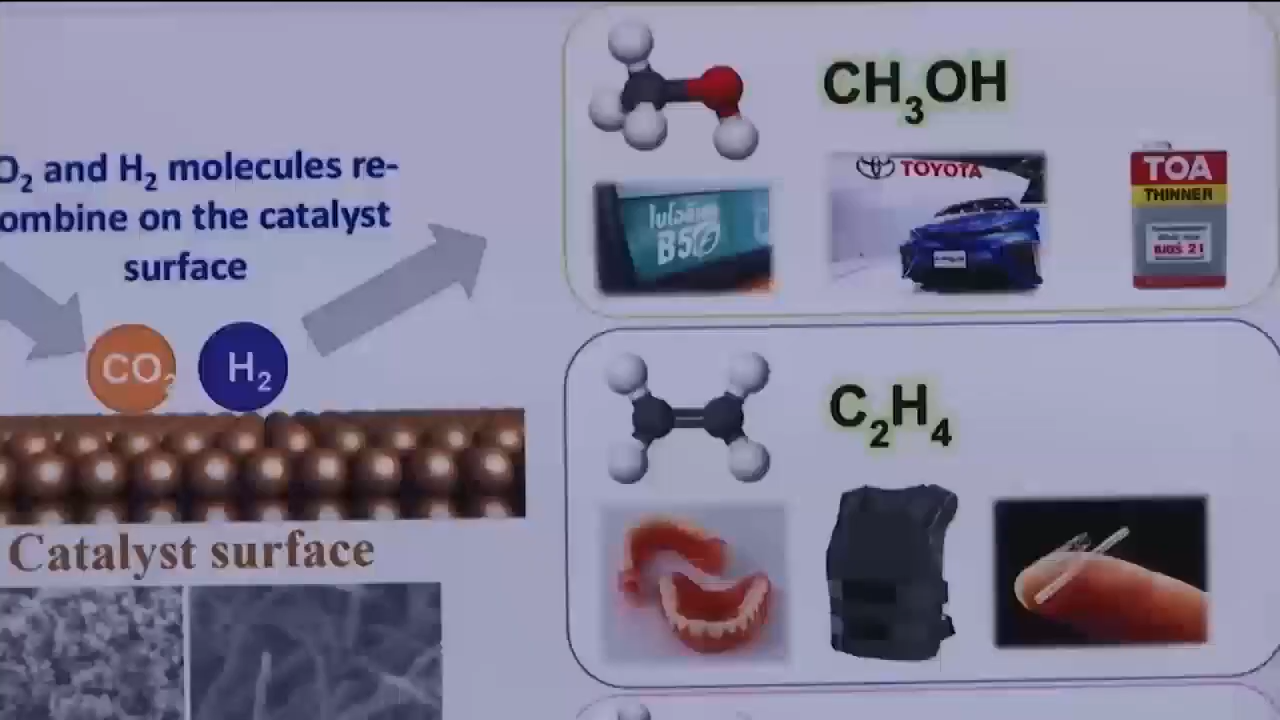 O₂ and H₂ molecules re-
ombine on the catalyst
surface
CO₂
H₂
Catalyst surface
CH₃OH
B5
TOYOTA
TOA
THINNER
C₂H₄